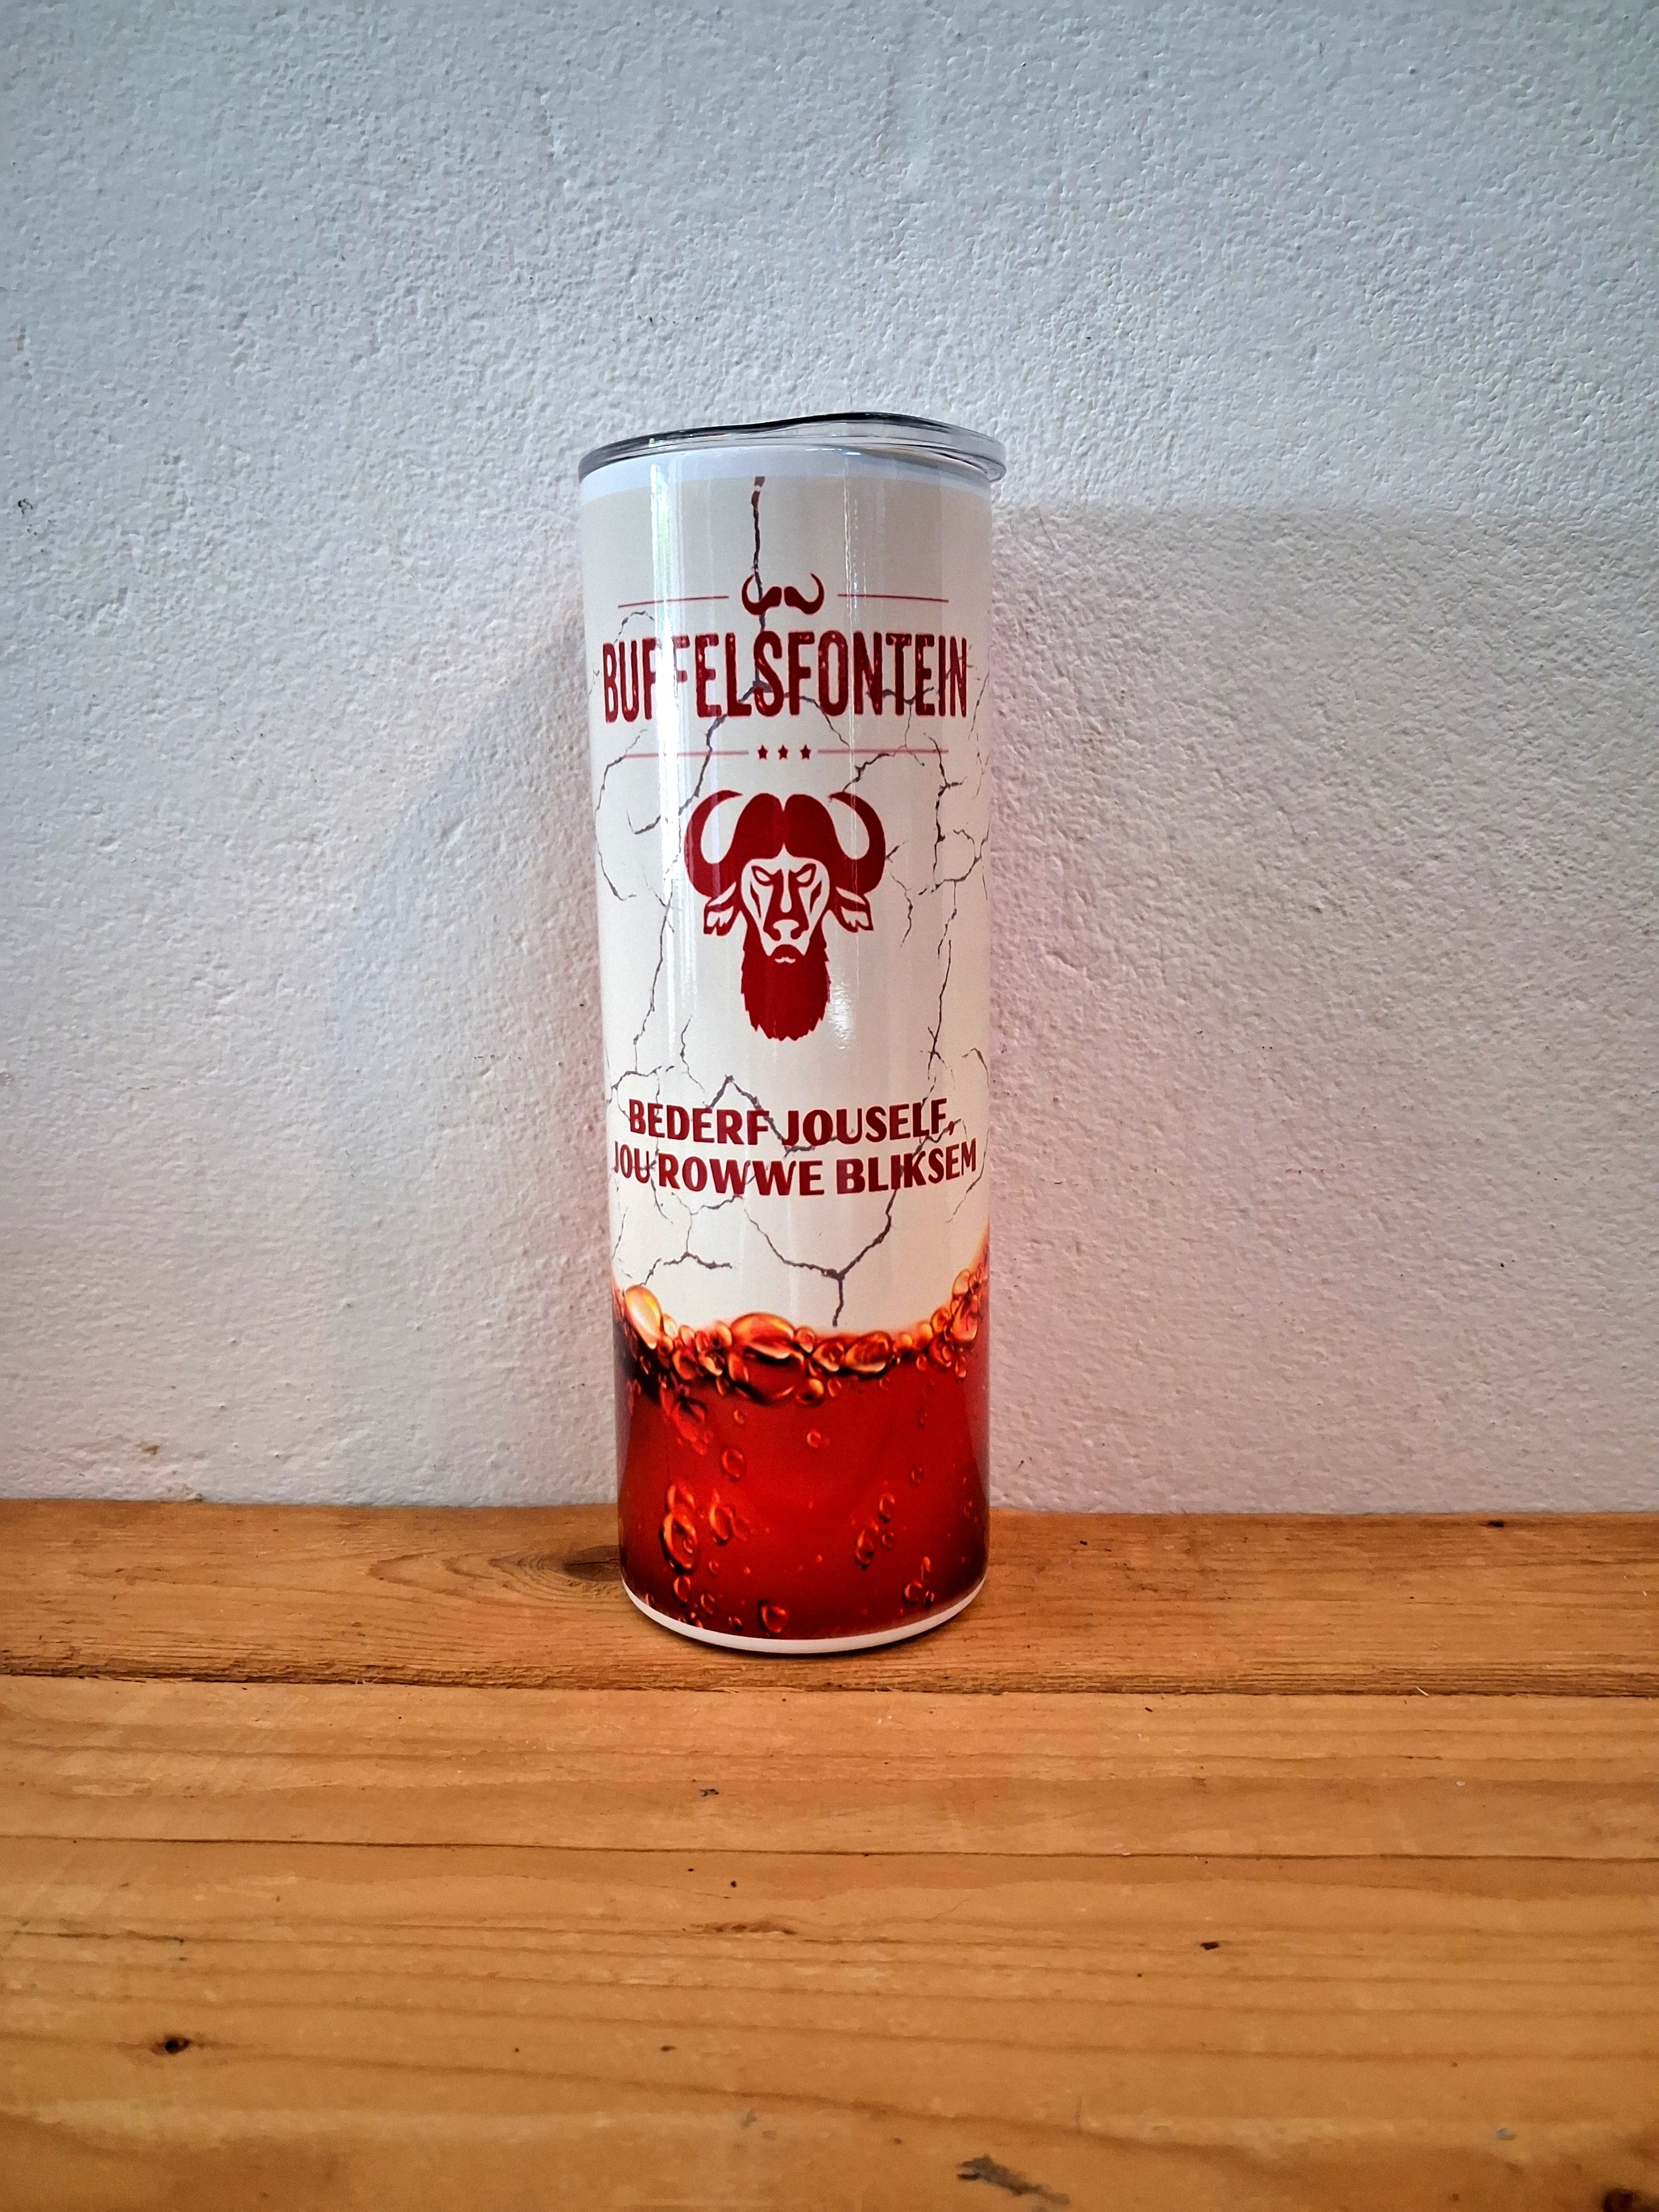 BUFFELSFONTEIN
BEDERF JOUSELF,
JOU ROWWE BLIKSEM